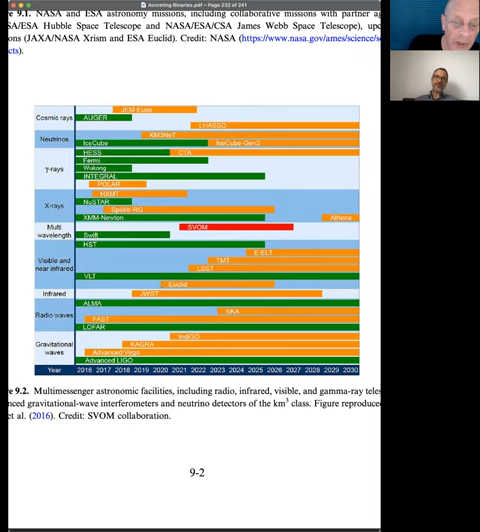 Accreting Binaries.pdf – Page 232 of 241
e 9.1. NASA and ESA astronomy missions, including collaborative missions with partner ag
SA/ESA Hubble Space Telescope and NASA/ESA/CSA James Webb Space Telescope), upc
ons (JAXA/NASA Xrism and ESA Euclid). Credit: NASA (https://www.nasa.gov/ames/science/s
cts).
Cosmic rays
JEM-Euso
AUGER
LHASSO
Neutrinos
KM3NeT
IceCube
IceCube-Gen2
γ-rays
HESS
CTA
Fermi
Wukong
INTEGRAL
POLAR
X-rays
HXMT
NuSTAR
Spektr-RG
XMM-Newton
Athena
Multi
wavelength
SVOM
Swift
Visible and
near infrared
HST
E-ELT
TMT
LSST
VLT
Euclid
Infrared
JWST
Radio waves
ALMA
SKA
FAST
LOFAR
Gravitational
waves
IndIGO
KAGRA
Advanced Virgo
Advanced LIGO
Year 2016 2017 2018 2019 2020 2021 2022 2023 2024 2025 2026 2027 2028 2029 2030
e 9.2. Multimessenger astronomic facilities, including radio, infrared, visible, and gamma-ray teles
nced gravitational-wave interferometers and neutrino detectors of the km³ class. Figure reproduce
et al. (2016). Credit: SVOM collaboration.
9-2